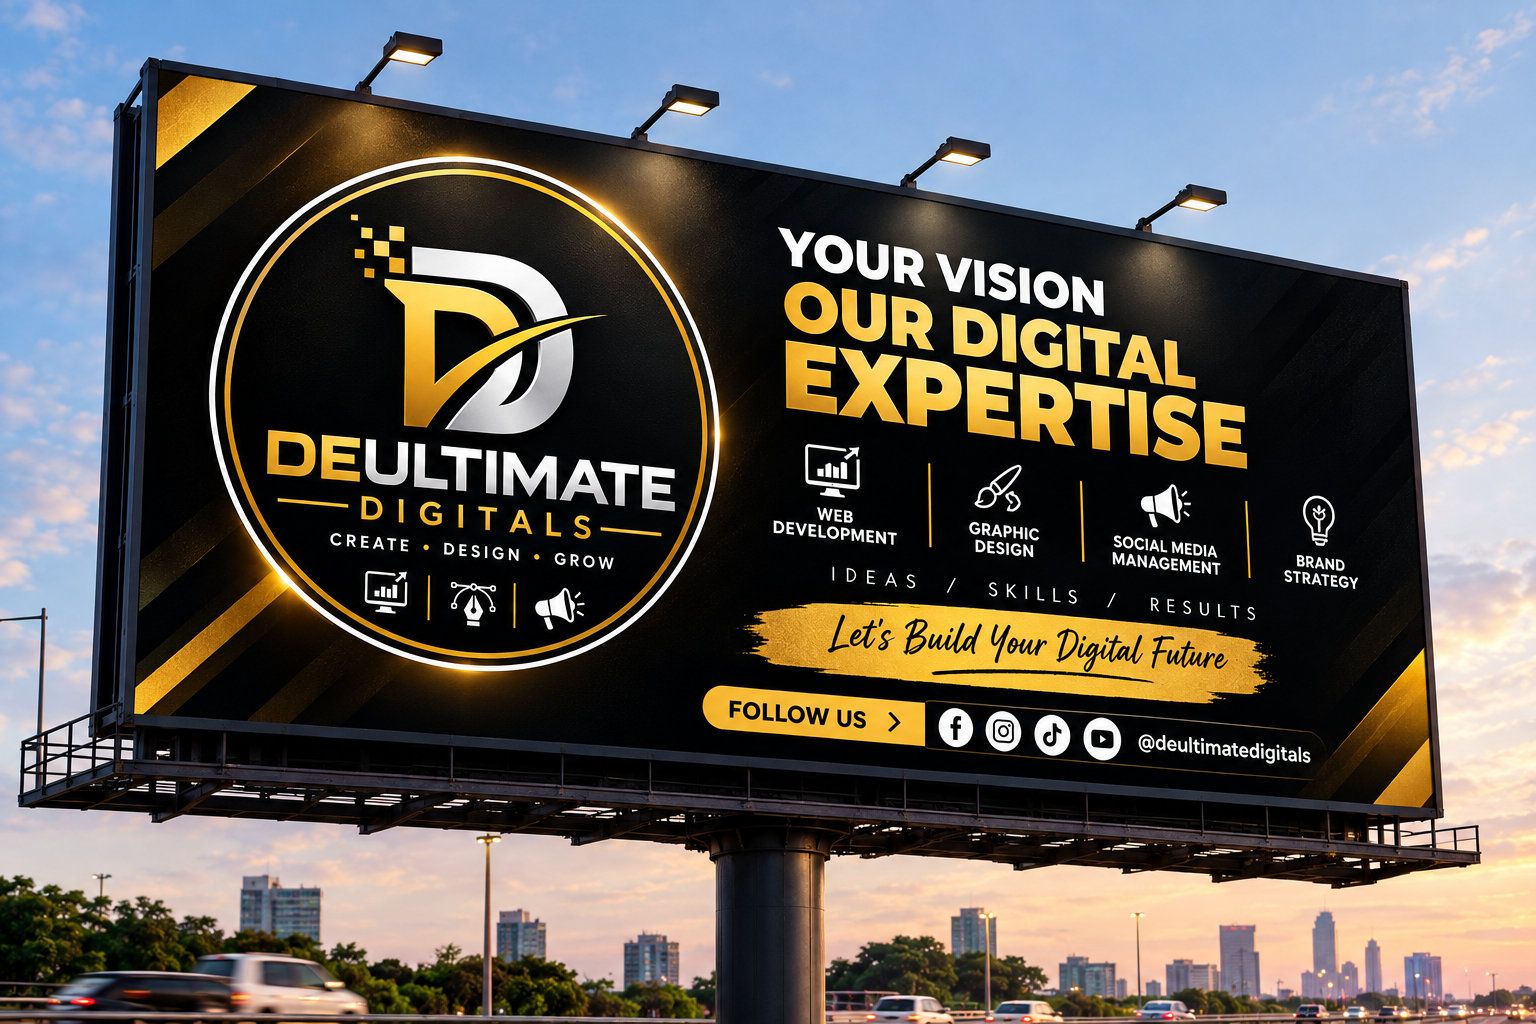 DEULTIMATE
DIGITALS
CREATE • DESIGN • GROW
YOUR VISION
OUR DIGITAL
EXPERTISE
WEB
DEVELOPMENT
GRAPHIC
DESIGN
SOCIAL MEDIA
MANAGEMENT
BRAND
STRATEGY
IDEAS / SKILLS / RESULTS
Let's Build Your Digital Future
FOLLOW US >
@deultimatedigitals